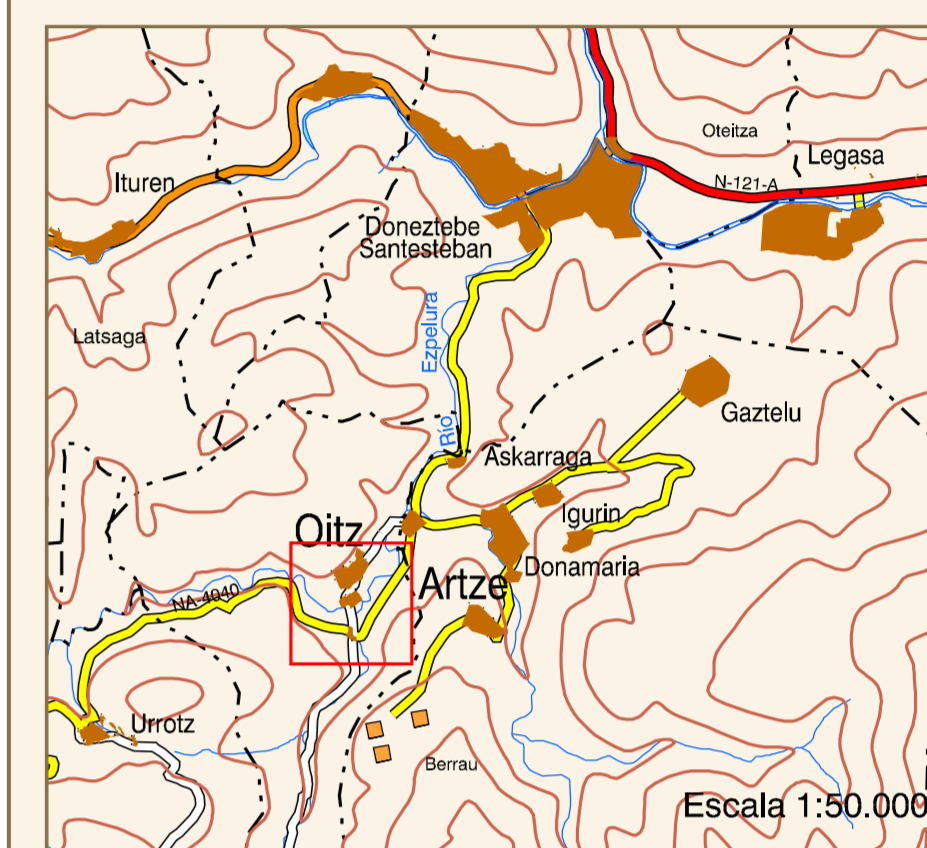 Oteitza
Legasa
N-121-A
Ituren
Doneztebe
Santesteban
Latsaga
Río Ezpelura
Gaztelu
Askarraga
Igurin
Oitz
Donamaria
Artze
NA-4040
Urrotz
Berrau
Escala 1:50.000